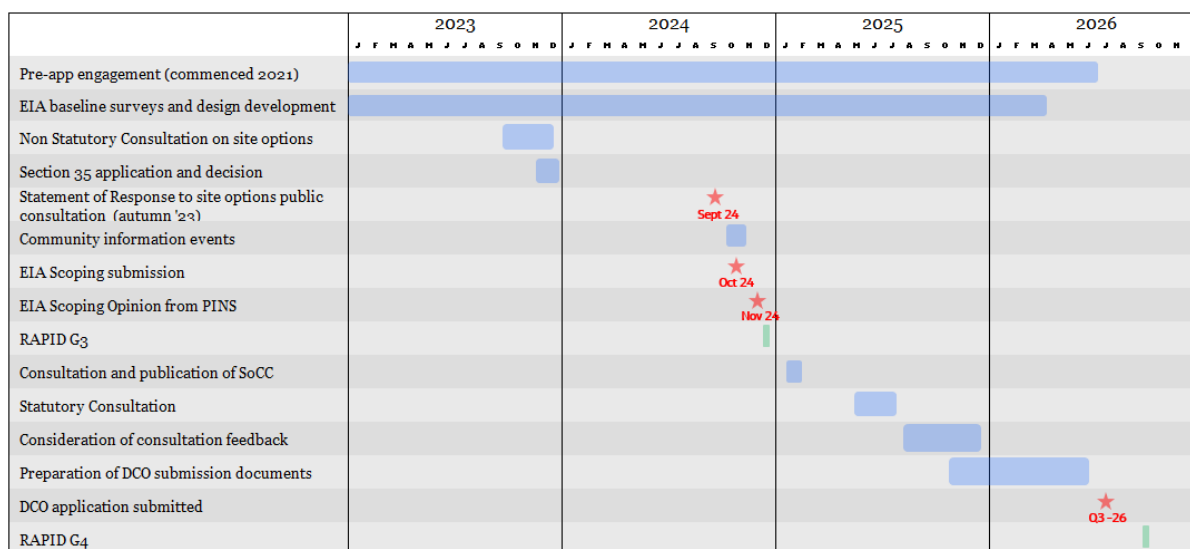 2023 2024 2025 2026
J F M A M J J A S O N D J F M A M J J A S O N D J F M A M J J A S O N D J F M A M J J A S O N
Pre-app engagement (commenced 2021)
EIA baseline surveys and design development
Non Statutory Consultation on site options
Section 35 application and decision
Statement of Response to site options public
consultation (autumn '23)
Sept 24
Community information events
EIA Scoping submission
Oct 24
EIA Scoping Opinion from PINS
Nov 24
RAPID G3
Consultation and publication of SoCC
Statutory Consultation
Consideration of consultation feedback
Preparation of DCO submission documents
DCO application submitted
Q3 -26
RAPID G4